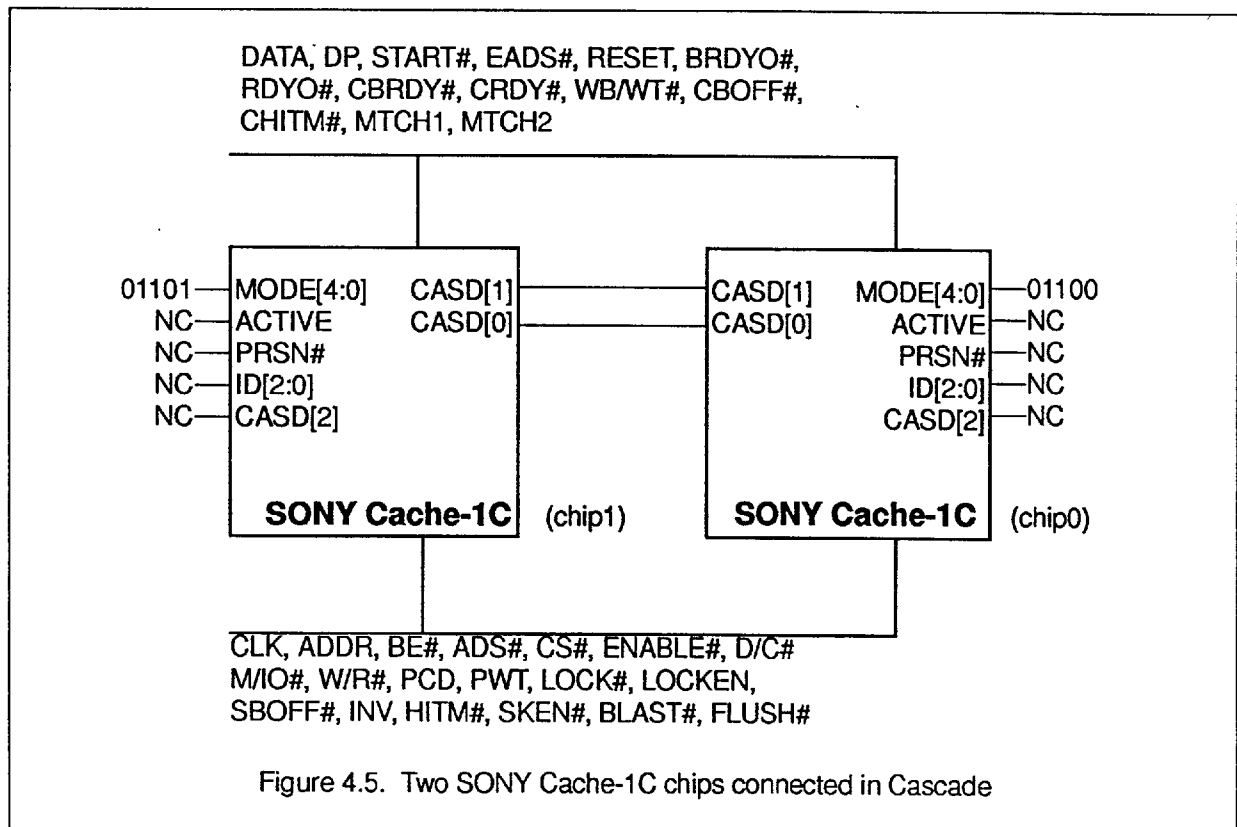 DATA, DP, START#, EADS#, RESET, BRDYO#,
RDYO#, CBRDY#, CRDY#, WB/WT#, CBOFF#,
CHITM#, MTCH1, MTCH2
01101 MODE[4:0] CASD[1] CASD[1] MODE[4:0] 01100
NC ACTIVE CASD[0] CASD[0] ACTIVE NC
NC PRSN# PRSN# NC
NC ID[2:0] ID[2:0] NC
NC CASD[2] CASD[2] NC
SONY Cache-1C (chip1) SONY Cache-1C (chip0)
CLK, ADDR, BE#, ADS#, CS#, ENABLE#, D/C#
M/IO#, W/R#, PCD, PWT, LOCK#, LOCKEN,
SBOFF#, INV, HITM#, SKEN#, BLAST#, FLUSH#
Figure 4.5. Two SONY Cache-1C chips connected in Cascade